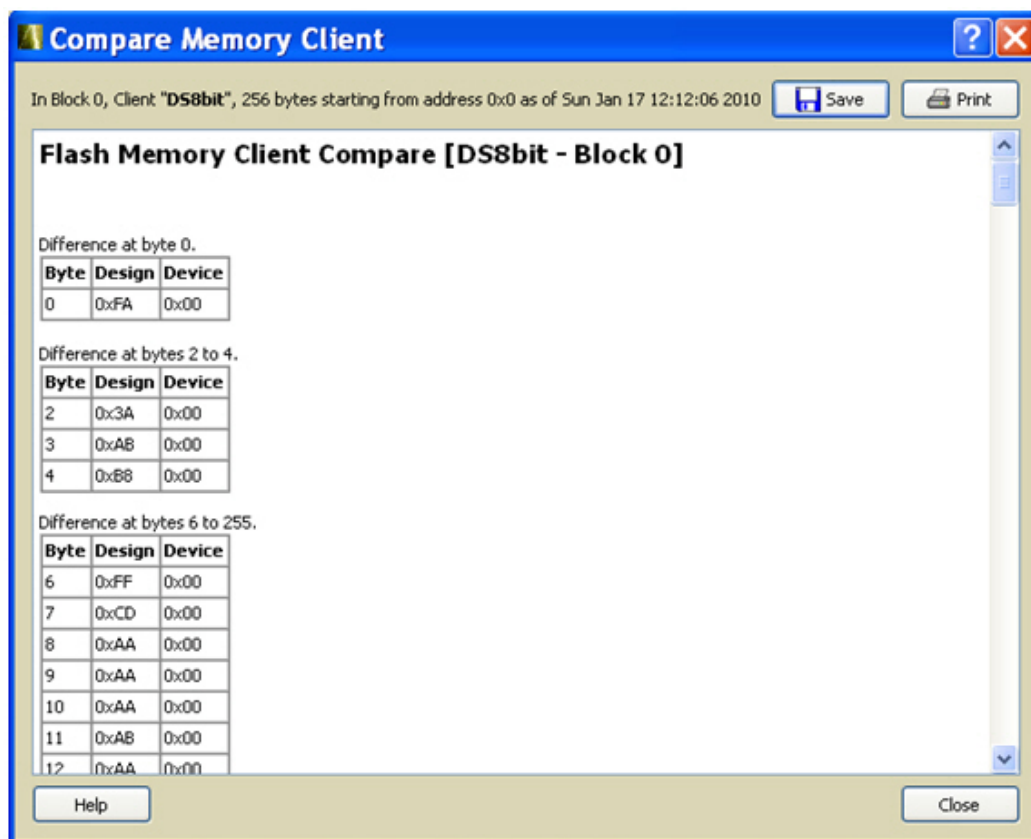 Compare Memory Client
In Block 0, Client "DS8bit", 256 bytes starting from address 0x0 as of Sun Jan 17 12:12:06 2010 Save Print
Flash Memory Client Compare [DS8bit - Block 0]
Difference at byte 0.
Byte Design Device
0 0xFA 0x00
Difference at bytes 2 to 4.
Byte Design Device
2 0x3A 0x00
3 0xAB 0x00
4 0xB8 0x00
Difference at bytes 6 to 255.
Byte Design Device
6 0xFF 0x00
7 0xCD 0x00
8 0xAA 0x00
9 0xAA 0x00
10 0xAA 0x00
11 0xAB 0x00
12 0xAA 0x00
Help Close